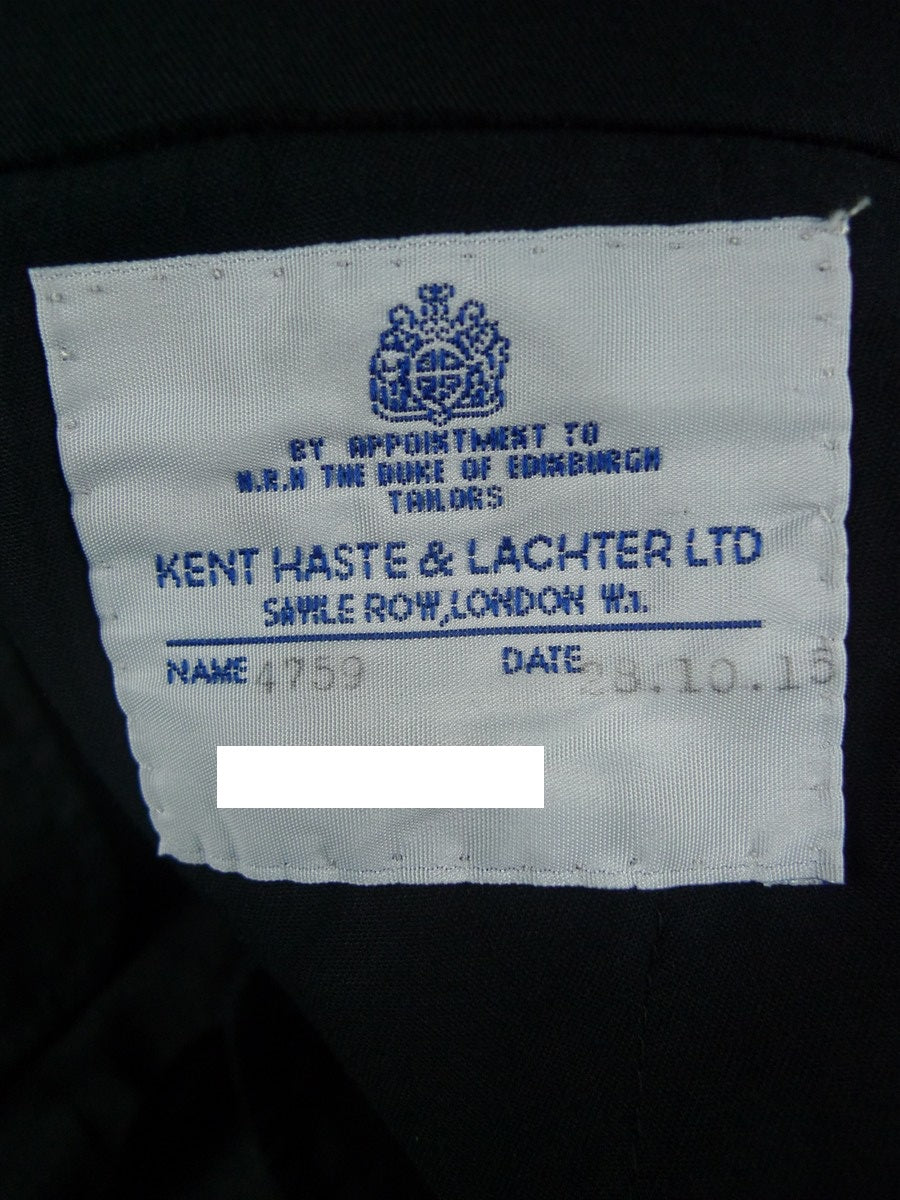 BY APPOINTMENT TO
H.R.H THE DUKE OF EDINBURGH
TAILORS
KENT HASTE & LACHTER LTD
SAVILE ROW, LONDON W.1.
NAME 4759 DATE 28.10.15